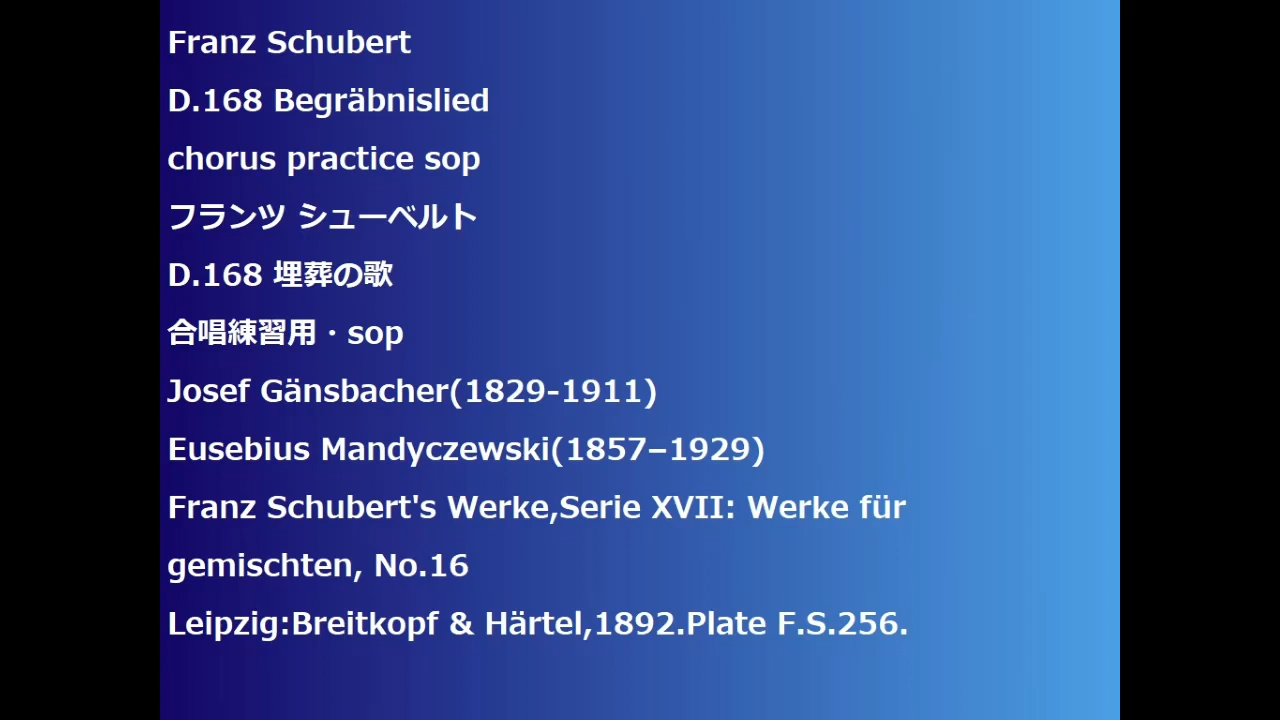 Franz Schubert
D.168 Begräbnislied
chorus practice sop
フランツ シューベルト
D.168 埋葬の歌
合唱練習用・sop
Josef Gänsbacher(1829-1911)
Eusebius Mandyczewski(1857–1929)
Franz Schubert's Werke,Serie XVII: Werke für
gemischten, No.16
Leipzig:Breitkopf & Härtel,1892.Plate F.S.256.